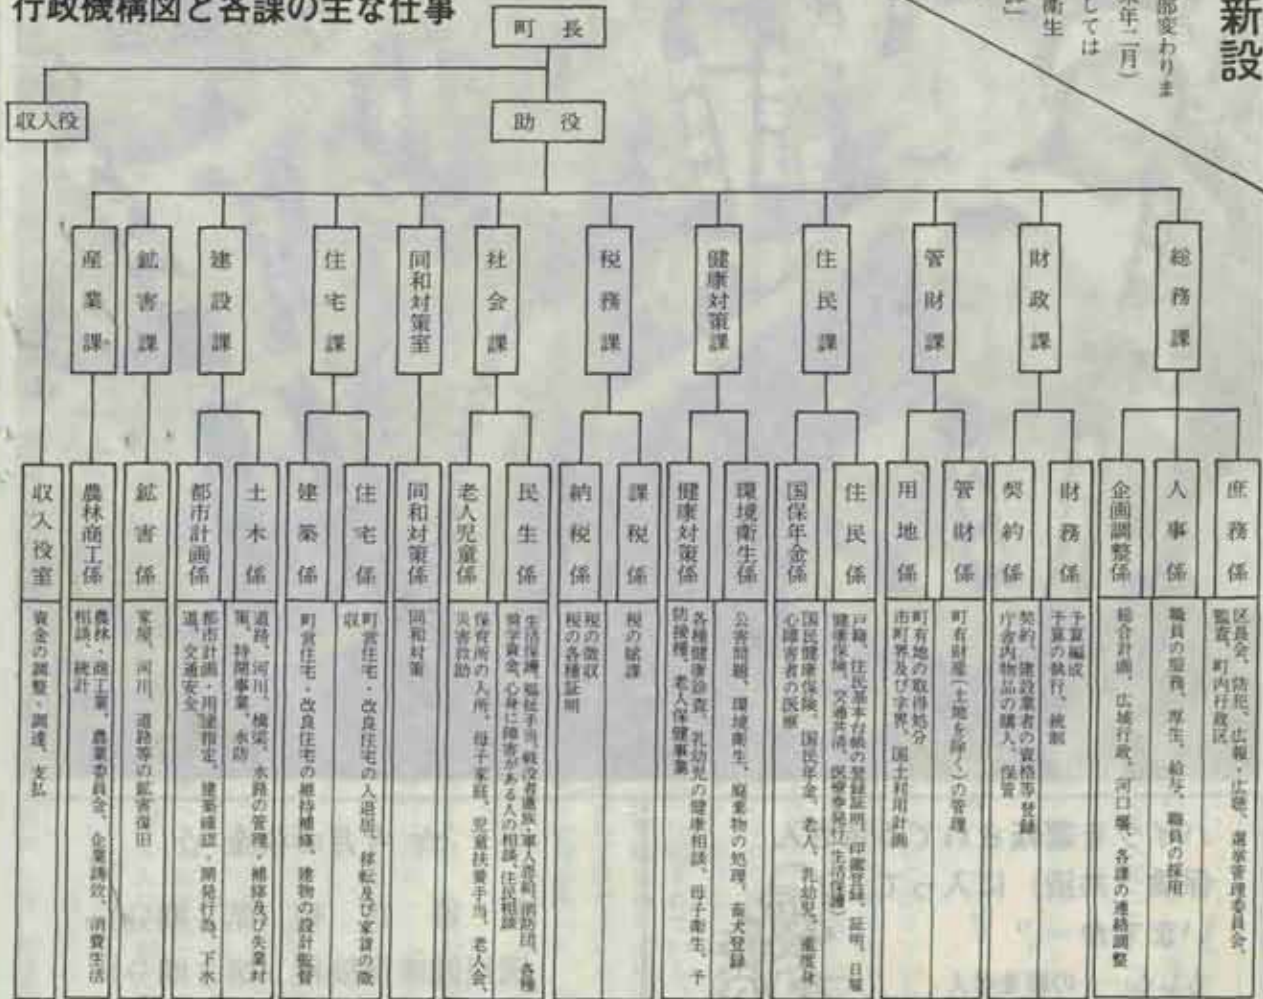 行政機構図と各課の主な仕事
新設
部変わりま
年二月）
しては
衛生
町長
収入役
助役
総務課
財政課
管財課
住民課
健康対策課
税務課
社会課
同和対策室
住宅課
建設課
鉱害課
産業課
庶務係
人事係
企画調整係
財務係
契約係
管財係
用地係
住民係
国保年金係
環境衛生係
健康対策係
課税係
納税係
民生係
老人児童係
同和対策係
住宅係
建築係
土木係
都市計画係
鉱害係
農林商工係
収入役室
区長会、防犯、広報・広聴、選挙管理委員会、
監査、町内行政区
職員の服務、厚生、給与、職員の採用
総合計画、広域行政、河口堰、各課の連絡調整
予算編成
予算の執行、統制
契約、建設業者の資格等登録
庁舎内物品の購入、保管
町有財産（土地を除く）の管理
町有地の取得処分
市町界及び字界、国土利用計画
戸籍、住民基本台帳の登録証明、印鑑登録、証明、日雇
健康保険、交通共済、医療券発行（生活保護）
国民健康保険、国民年金、老人、乳幼児、重度身
心障害者の医療
公害問題、環境衛生、廃棄物の処理、畜犬登録
各種健康診査、乳幼児の健康相談、母子衛生、予
防接種、老人保健事業
税の賦課
税の徴収
税の各種証明
生活保護、福祉手当、戦没者遺族・軍人恩給、消防団、各種
奨学資金、心身に障害がある人の相談、住民相談
保育所の入所、母子家庭、児童扶養手当、老人会、
災害救助
同和対策
町営住宅・改良住宅の入退居、移転及び家賃の徴
収
町営住宅・改良住宅の維持補修、建物の設計監督
道路、河川、橋梁、水路の管理・補修及び失業対
策、特開事業、水防
都市計画・用途指定、建築確認・開発行為、下水
道、交通安全
家屋、河川、道路等の鉱害復旧
農林・商工業、農業委員会、企業誘致、消費生活
相談、統計
資金の調整・調達、支払